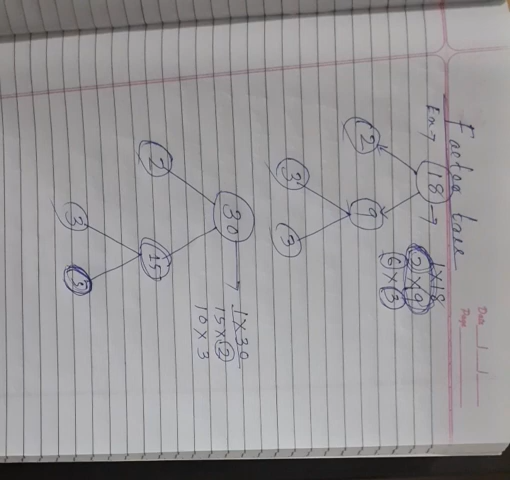 Date
Page
Factor tree
Ex→ 18 → 1 x 18
2 x 9
6 x 3
2 9
3 3
30 → 1 x 30
15 x 2
10 x 3
2 15
3 5